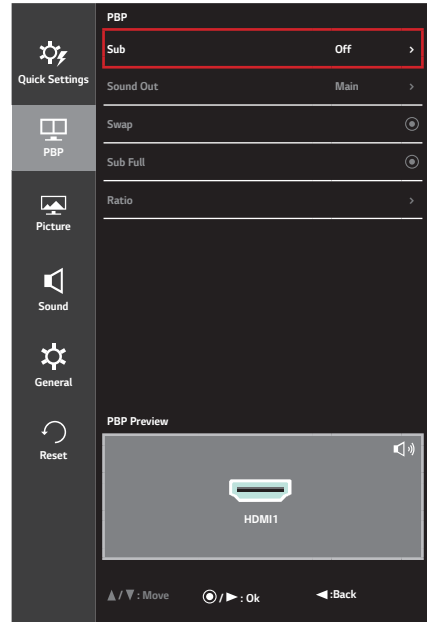 PBP
Sub Off >
Quick Settings
Sound Out Main >
PBP
Swap
Sub Full
Ratio >
Picture
Sound
General
Reset
PBP Preview
HDMI1
▲/▼ : Move ◉/► : Ok ◄ :Back